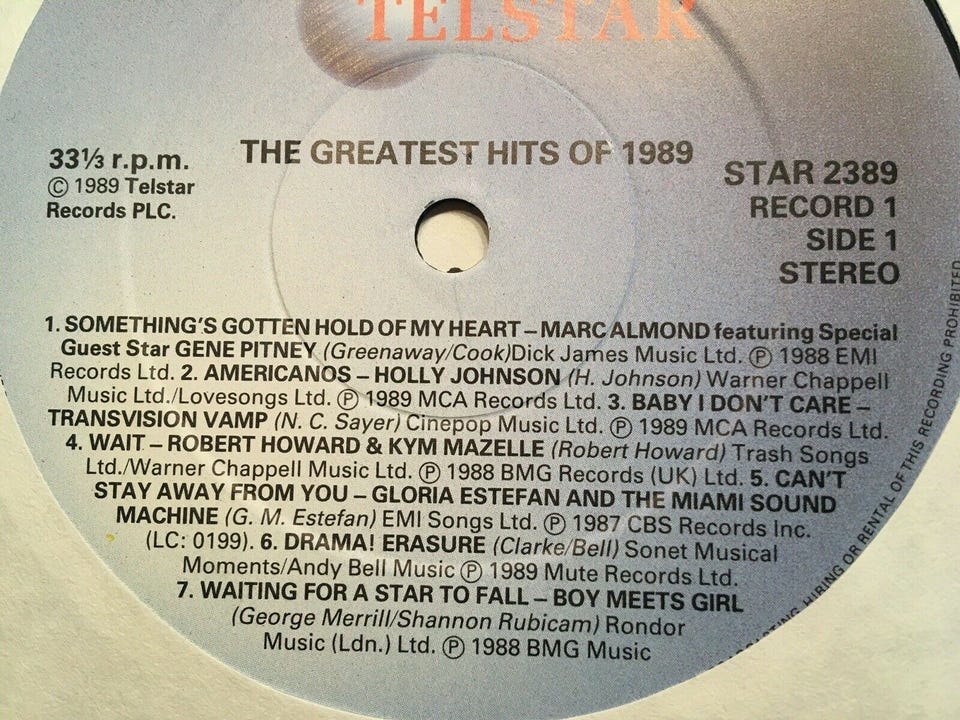 TELSTAR
THE GREATEST HITS OF 1989
33⅓ r.p.m.
Ⓒ 1989 Telstar
Records PLC.
STAR 2389
RECORD 1
SIDE 1
STEREO
1. SOMETHING'S GOTTEN HOLD OF MY HEART – MARC ALMOND featuring Special
Guest Star GENE PITNEY (Greenaway/Cook)Dick James Music Ltd. Ⓟ 1988 EMI
Records Ltd. 2. AMERICANOS – HOLLY JOHNSON (H. Johnson) Warner Chappell
Music Ltd./Lovesongs Ltd. Ⓟ 1989 MCA Records Ltd. 3. BABY I DON'T CARE –
TRANSVISION VAMP (N. C. Sayer) Cinepop Music Ltd. Ⓟ 1989 MCA Records Ltd.
4. WAIT – ROBERT HOWARD & KYM MAZELLE (Robert Howard) Trash Songs
Ltd./Warner Chappell Music Ltd. Ⓟ 1988 BMG Records (UK) Ltd. 5. CAN'T
STAY AWAY FROM YOU – GLORIA ESTEFAN AND THE MIAMI SOUND
MACHINE (G. M. Estefan) EMI Songs Ltd. Ⓟ 1987 CBS Records Inc.
(LC: 0199). 6. DRAMA! ERASURE (Clarke/Bell) Sonet Musical
Moments/Andy Bell Music Ⓟ 1989 Mute Records Ltd.
7. WAITING FOR A STAR TO FALL – BOY MEETS GIRL
(George Merrill/Shannon Rubicam) Rondor
Music (Ldn.) Ltd. Ⓟ 1988 BMG Music
HIRING OR RENTAL OF THIS RECORDING PROHIBITED